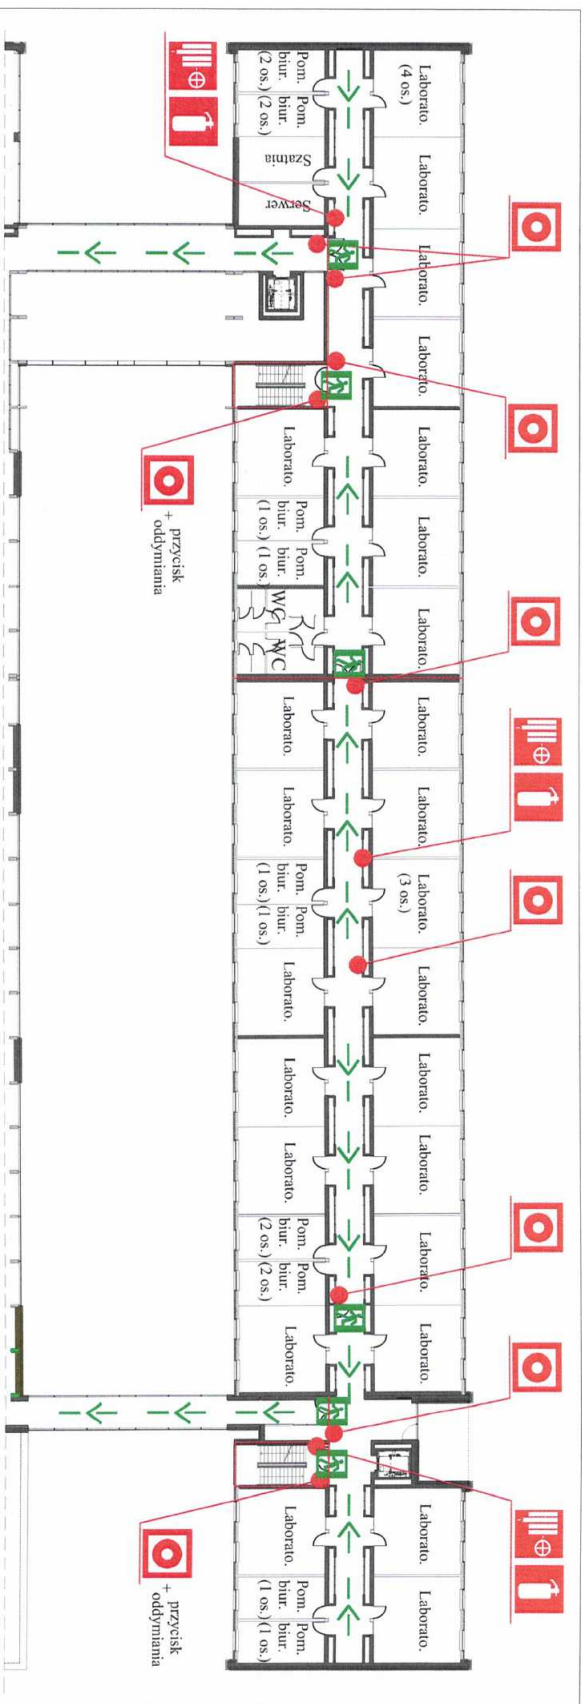 Laborato.
(4 os.)
Laborato.
Laborato.
Laborato.
Laborato.
Laborato.
Laborato.
Laborato.
Laborato.
Laborato.
(3 os.)
Laborato.
Laborato.
Laborato.
Laborato.
Laborato.
Laborato.
Laborato.
Pom.
biur.
(2 os.)
Pom.
biur.
(2 os.)
Szatnia
Serwer
Laborato.
Pom.
biur.
(1 os.)
Pom.
biur.
(1 os.)
WC
WC
Laborato.
Laborato.
Pom.
biur.
(1 os.)
Pom.
biur.
(1 os.)
Laborato.
Laborato.
Laborato.
Pom.
biur.
(2 os.)
Pom.
biur.
(2 os.)
Laborato.
Laborato.
Pom.
biur.
(1 os.)
Pom.
biur.
(1 os.)
+ przycisk
oddymiania
+ przycisk
oddymiania